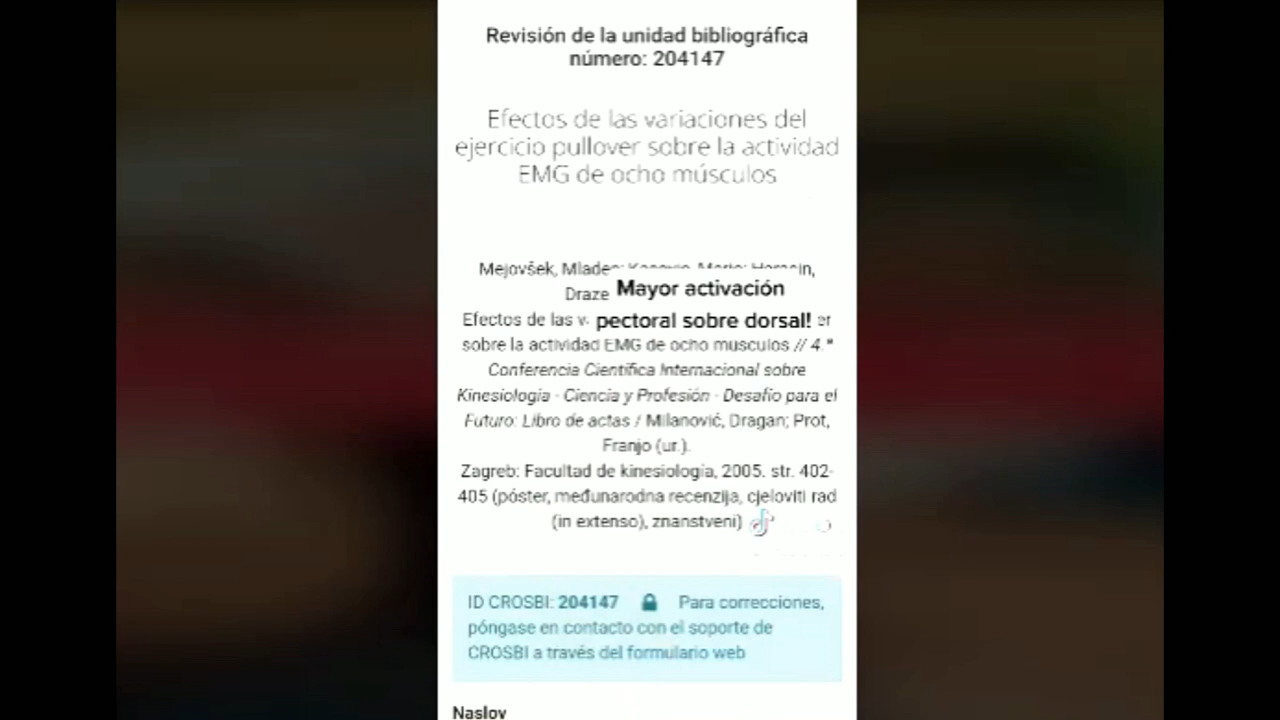 Revisión de la unidad bibliográfica
número: 204147
Efectos de las variaciones del
ejercicio pullover sobre la actividad
EMG de ocho músculos
Mejovšek,
Mayor activación
Efectos de las
pectoral sobre dorsal!
sobre la actividad EMG de ocho musculos // 4.ª
Conferencia Científica Internacional sobre
Kinesiología - Ciencia y Profesión - Desafío para el
Futuro: Libro de actas / Milanović, Dragan; Prot,
Franjo (ur.).
Zagreb: Facultad de kinesiología, 2005. str. 402-
405 (póster, međunarodna recenzija, cjeloviti rad
(in extenso), znanstveni)
ID CROSBI: 204147 Para correcciones,
póngase en contacto con el soporte de
CROSBI a través del formulario web
Naslov